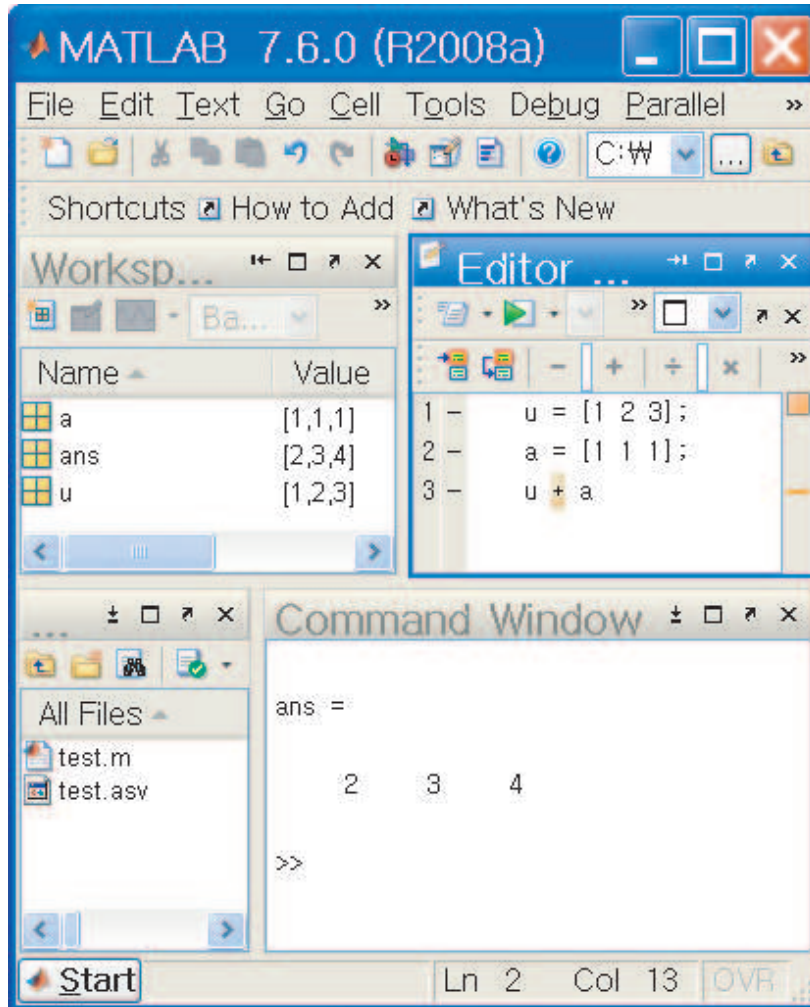 MATLAB 7.6.0 (R2008a)
File Edit Text Go Cell Tools Debug Parallel »
C:₩ ...
Shortcuts How to Add What's New
Worksp...
Ba... »
Name Value
a [1,1,1]
ans [2,3,4]
u [1,2,3]
Editor ...
»
− + ÷ × »
1 – u = [1 2 3];
2 – a = [1 1 1];
3 – u + a
...
All Files
test.m
test.asv
Command Window
ans =
2 3 4
>>
Start Ln 2 Col 13 OVR